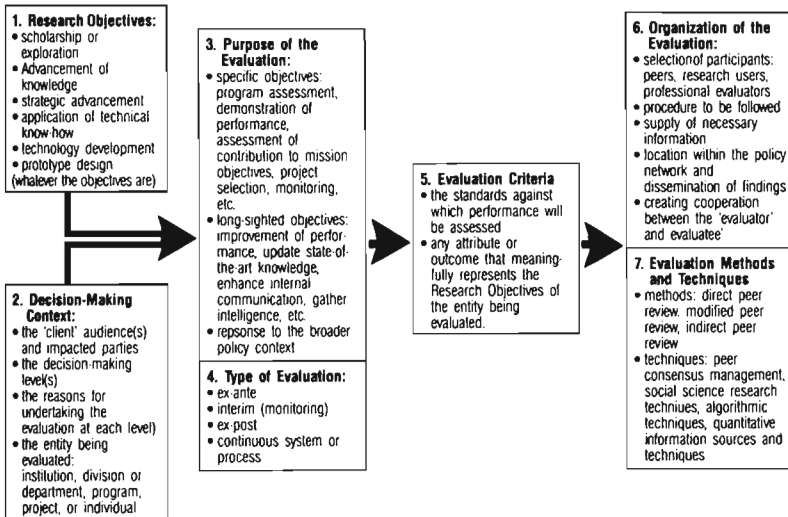 1. Research Objectives:
• scholarship or
exploration
• Advancement of
knowledge
• strategic advancement
• application of technical
know-how
• technology development
• prototype design
(whatever the objectives are)
2. Decision-Making
Context:
• the 'client' audience(s)
and impacted parties
• the decision-making
level(s)
• the reasons for
undertaking the
evaluation at each level)
• the entity being
evaluated:
institution, division or
department, program,
project, or individual
3. Purpose of the
Evaluation:
• specific objectives:
program assessment,
demonstration of
performance,
assessment of
contribution to mission
objectives, project
selection, monitoring,
etc.
• long-sighted objectives:
improvement of perfor-
mance, update state-of-
the-art knowledge,
enhance internal
communication, gather
intelligence, etc.
• repsonse to the broader
policy context
4. Type of Evaluation:
• ex-ante
• interim (monitoring)
• ex-post
• continuous system or
process
5. Evaluation Criteria
• the standards against
which performance will
be assessed
• any attribute or
outcome that meaning-
fully represents the
Research Objectives of
the entity being
evaluated.
6. Organization of the
Evaluation:
• selectionof participants:
peers, research users,
professional evaluators
• procedure to be followed
• supply of necessary
information
• location within the policy
network and
dissemination of findings
• creating cooperation
between the 'evaluator'
and evaluatee'
7. Evaluation Methods
and Techniques
• methods: direct peer
review. modified peer
review, indirect peer
review
• techniques: peer
consensus management,
social science research
techniues, algorithmic
techniques, quantitative
information sources and
techniques